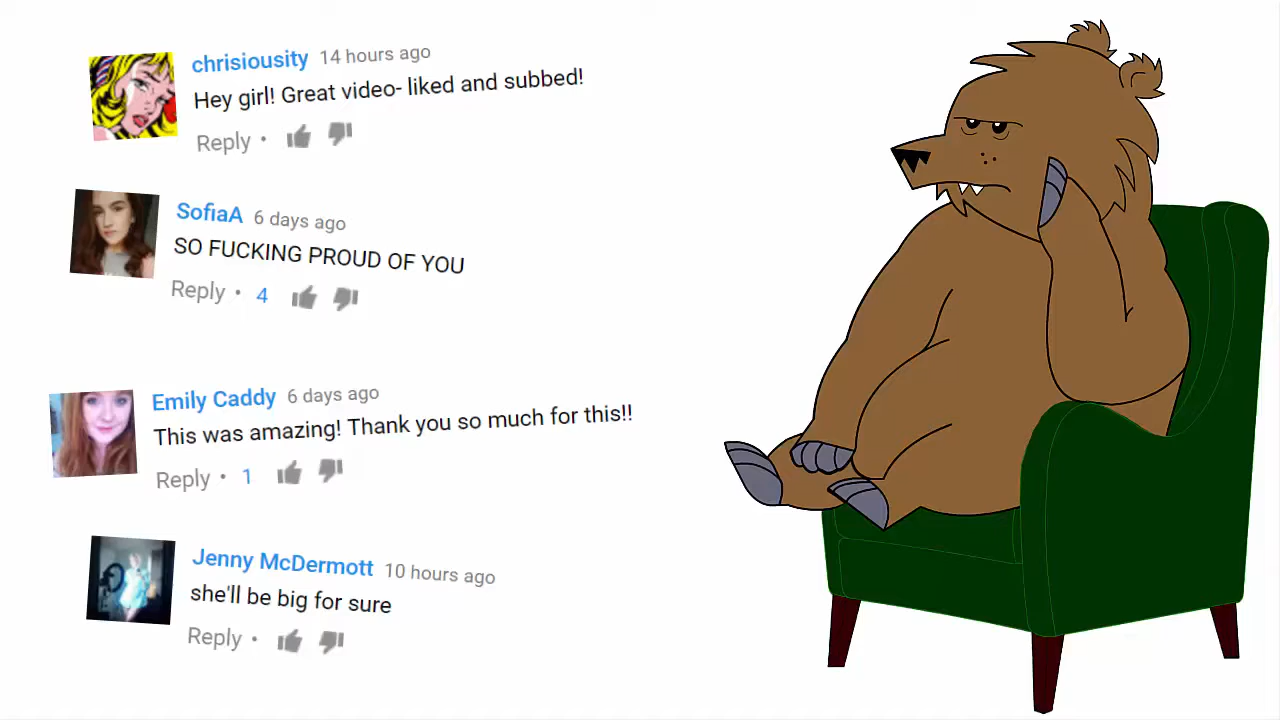 chrisiousity 14 hours ago
Hey girl! Great video- liked and subbed!
Reply •
SofiaA 6 days ago
SO FUCKING PROUD OF YOU
Reply • 4
Emily Caddy 6 days ago
This was amazing! Thank you so much for this!!
Reply • 1
Jenny McDermott 10 hours ago
she'll be big for sure
Reply •